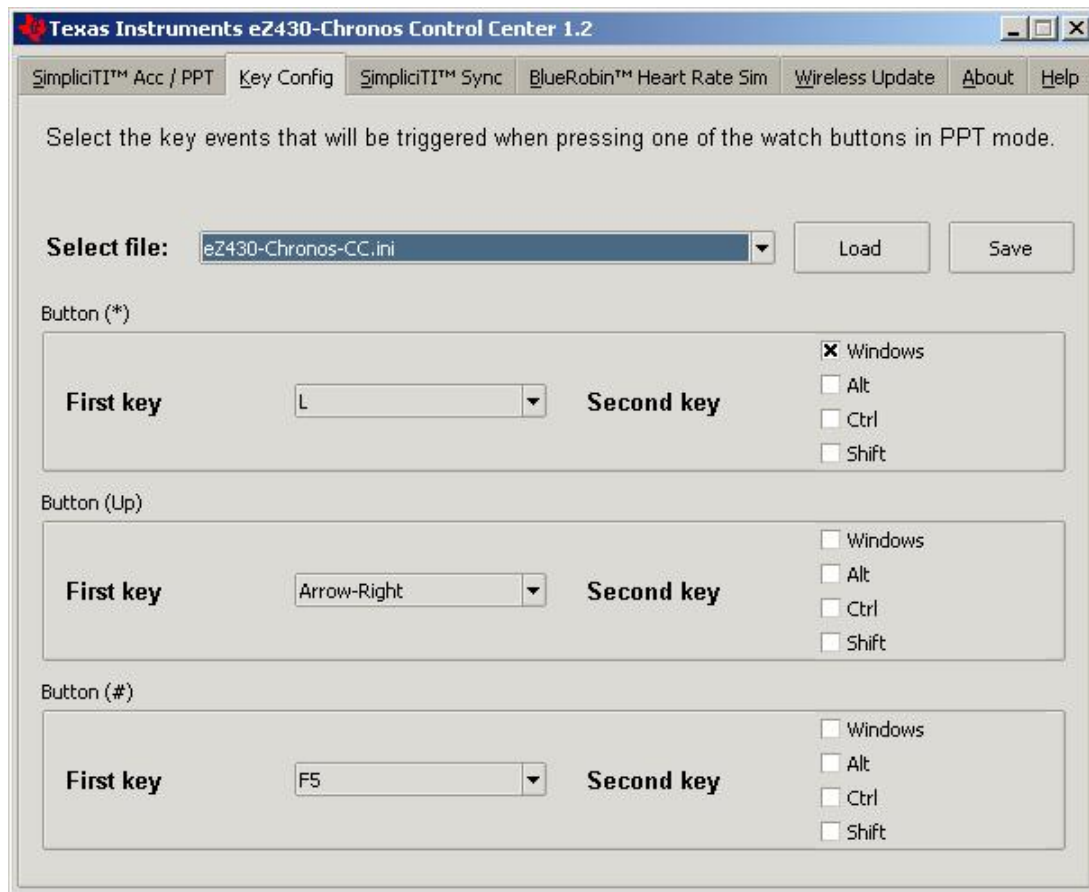 Texas Instruments eZ430-Chronos Control Center 1.2
SimpliciTI™ Acc / PPT Key Config SimpliciTI™ Sync BlueRobin™ Heart Rate Sim Wireless Update About Help
Select the key events that will be triggered when pressing one of the watch buttons in PPT mode.
Select file: eZ430-Chronos-CC.ini Load Save
Button (*)
Windows
Alt
First key L Second key
Ctrl
Shift
Button (Up)
Windows
Alt
First key Arrow-Right Second key
Ctrl
Shift
Button (#)
Windows
Alt
First key F5 Second key
Ctrl
Shift